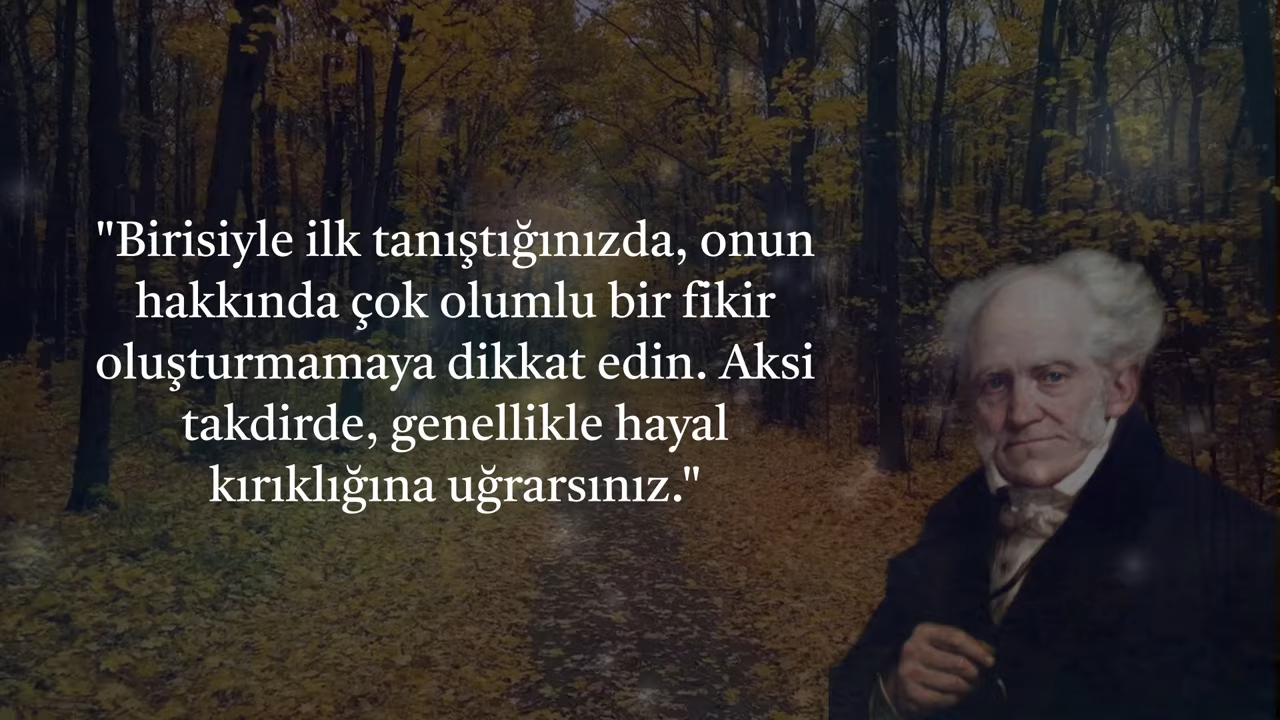 "Birisiyle ilk tanıştığınızda, onun
hakkında çok olumlu bir fikir
oluşturmamaya dikkat edin. Aksi
takdirde, genellikle hayal
kırıklığına uğrarsınız."